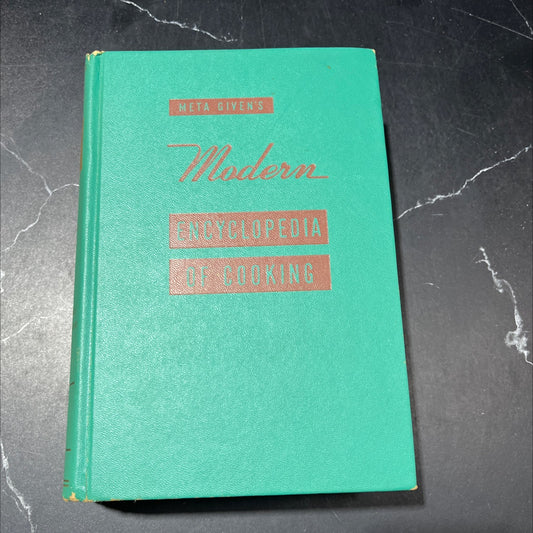 META GIVEN'S
Modern
ENCYCLOPEDIA
OF COOKING